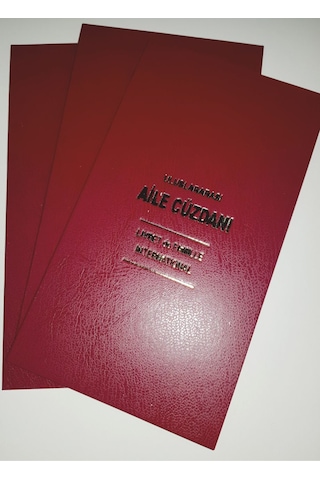 ULUSLARARASI
AİLE CÜZDANI
LIVRET de FAMILLE
INTERNATIONAL